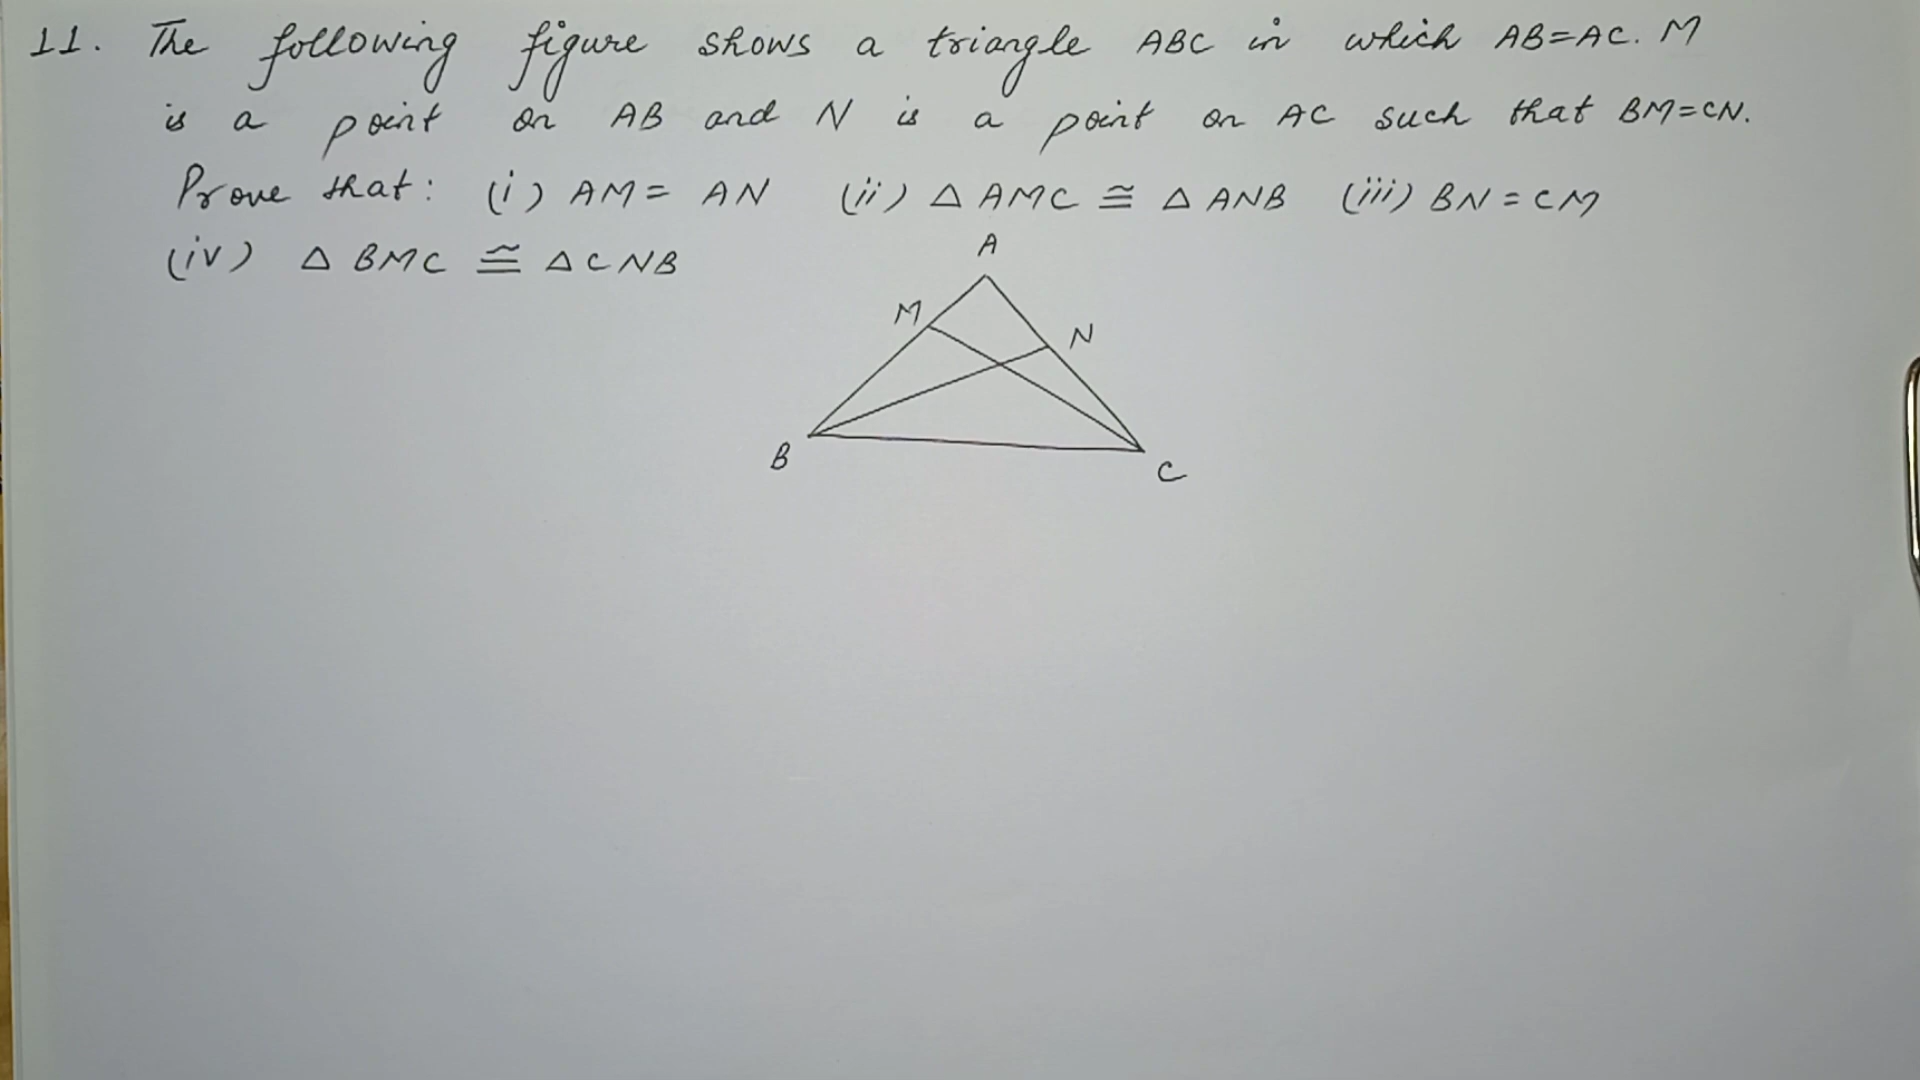 11. The following figure shows a triangle ABC in which AB=AC. M
is a point on AB and N is a point on AC such that BM=CN.
Prove that: (i) AM= AN (ii) △ AMC ≅ △ ANB (iii) BN=CM
(iv) △ BMC ≅ △CNB
A
M
N
B
C